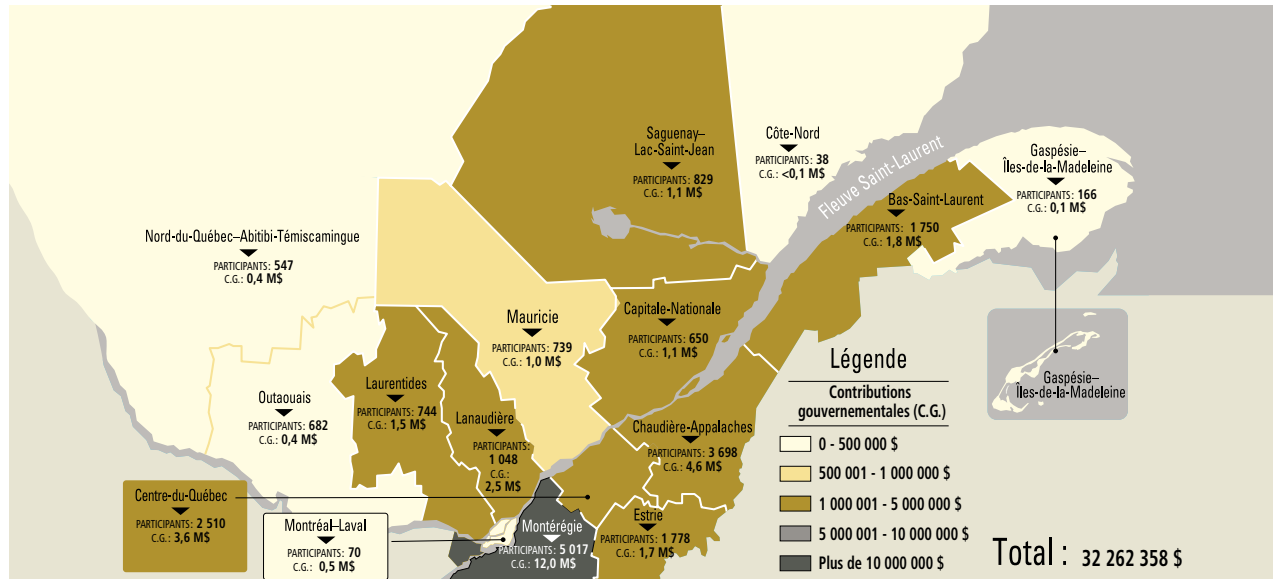 Saguenay–
Lac-Saint-Jean
PARTICIPANTS: 829
C.G.: 1,1 M$
Côte-Nord
PARTICIPANTS: 38
C.G.: <0,1 M$
Fleuve Saint-Laurent
Gaspésie–
Îles-de-la-Madeleine
PARTICIPANTS: 166
C.G.: 0,1 M$
Bas-Saint-Laurent
PARTICIPANTS: 1 750
C.G.: 1,8 M$
Nord-du-Québec–Abitibi-Témiscamingue
PARTICIPANTS: 547
C.G.: 0,4 M$
Mauricie
PARTICIPANTS: 739
C.G.: 1,0 M$
Capitale-Nationale
PARTICIPANTS: 650
C.G.: 1,1 M$
Outaouais
PARTICIPANTS: 682
C.G.: 0,4 M$
Laurentides
PARTICIPANTS: 744
C.G.: 1,5 M$
Lanaudière
PARTICIPANTS:
1 048
C.G.:
2,5 M$
Chaudière-Appalaches
PARTICIPANTS: 3 698
C.G.: 4,6 M$
Centre-du-Québec
PARTICIPANTS: 2 510
C.G.: 3,6 M$
Montréal–Laval
PARTICIPANTS: 70
C.G.: 0,5 M$
Montérégie
PARTICIPANTS: 5 017
C.G.: 12,0 M$
Estrie
PARTICIPANTS: 1 778
C.G.: 1,7 M$
Gaspésie–
Îles-de-la-Madeleine
Légende
Contributions
gouvernementales (C.G.)
0 - 500 000 $
500 001 - 1 000 000 $
1 000 001 - 5 000 000 $
5 000 001 - 10 000 000 $
Plus de 10 000 000 $
Total : 32 262 358 $